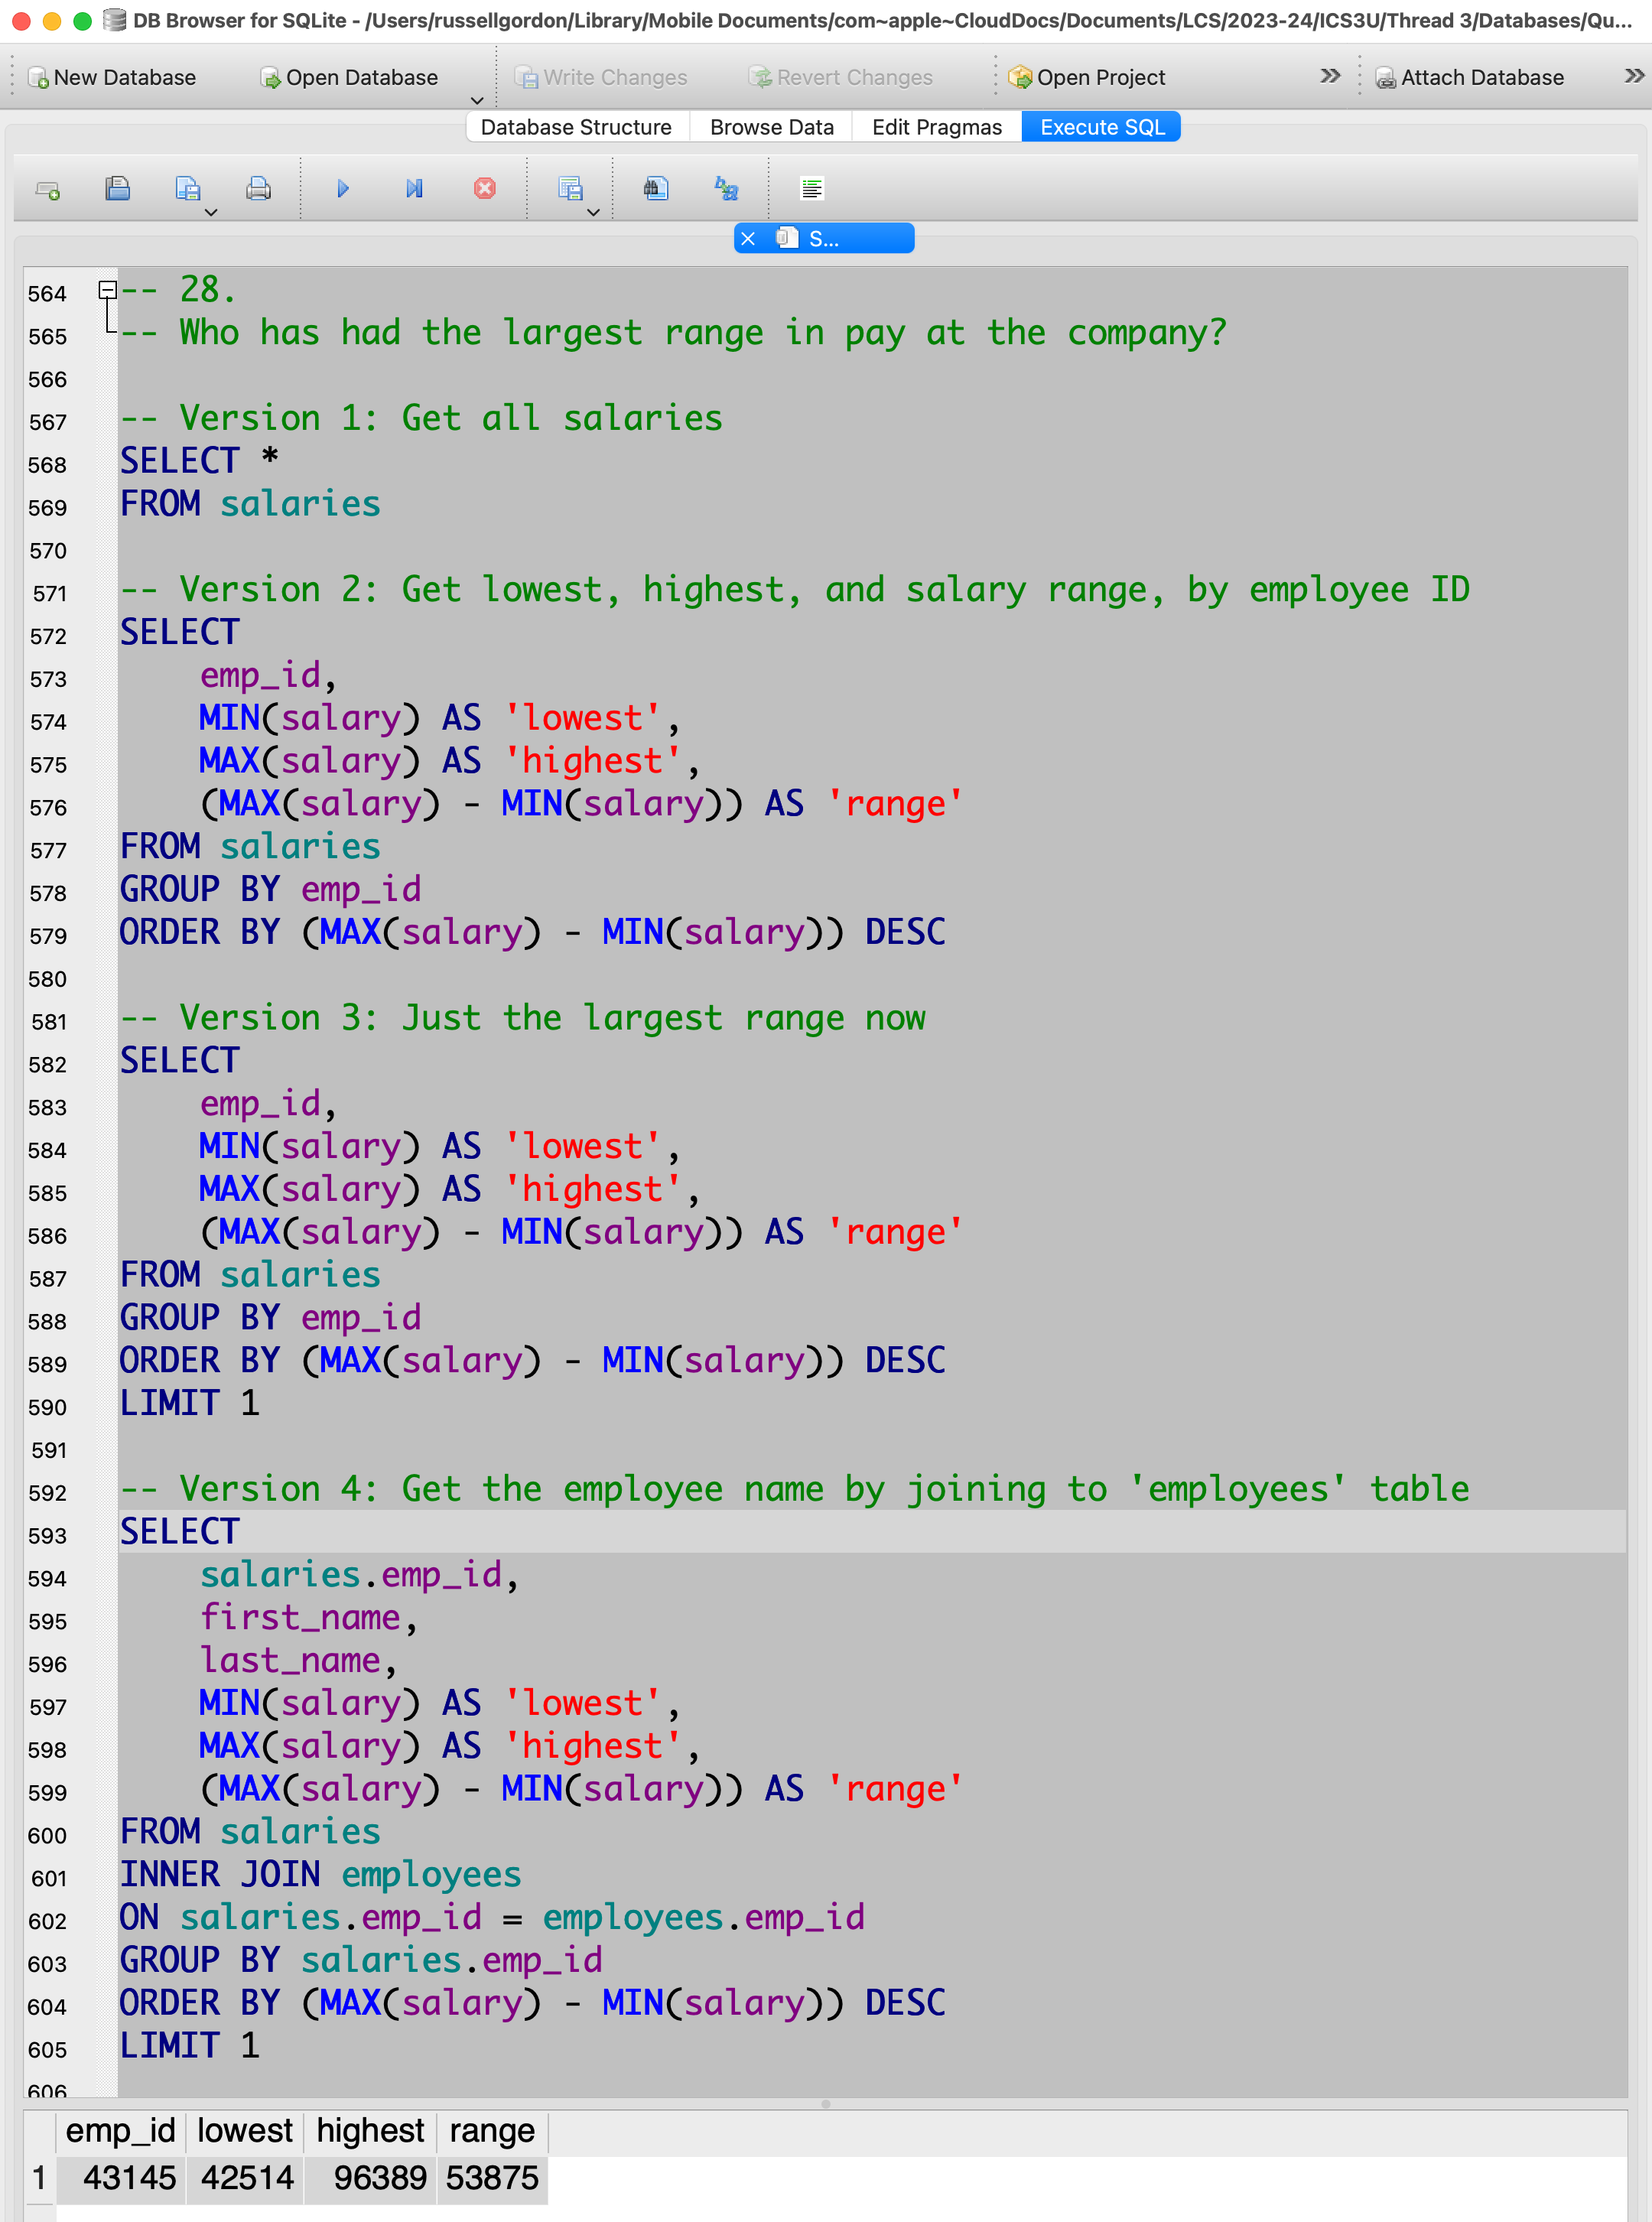 DB Browser for SQLite - /Users/russellgordon/Library/Mobile Documents/com~apple~CloudDocs/Documents/LCS/2023-24/ICS3U/Thread 3/Databases/Qu...
New Database Open Database Write Changes Revert Changes Open Project » Attach Database »
Database Structure Browse Data Edit Pragmas Execute SQL
S...
564 -- 28.
565 -- Who has had the largest range in pay at the company?
566
567 -- Version 1: Get all salaries
568 SELECT *
569 FROM salaries
570
571 -- Version 2: Get lowest, highest, and salary range, by employee ID
572 SELECT
573 emp_id,
574 MIN(salary) AS 'lowest',
575 MAX(salary) AS 'highest',
576 (MAX(salary) - MIN(salary)) AS 'range'
577 FROM salaries
578 GROUP BY emp_id
579 ORDER BY (MAX(salary) - MIN(salary)) DESC
580
581 -- Version 3: Just the largest range now
582 SELECT
583 emp_id,
584 MIN(salary) AS 'lowest',
585 MAX(salary) AS 'highest',
586 (MAX(salary) - MIN(salary)) AS 'range'
587 FROM salaries
588 GROUP BY emp_id
589 ORDER BY (MAX(salary) - MIN(salary)) DESC
590 LIMIT 1
591
592 -- Version 4: Get the employee name by joining to 'employees' table
593 SELECT
594 salaries.emp_id,
595 first_name,
596 last_name,
597 MIN(salary) AS 'lowest',
598 MAX(salary) AS 'highest',
599 (MAX(salary) - MIN(salary)) AS 'range'
600 FROM salaries
601 INNER JOIN employees
602 ON salaries.emp_id = employees.emp_id
603 GROUP BY salaries.emp_id
604 ORDER BY (MAX(salary) - MIN(salary)) DESC
605 LIMIT 1
606
emp_id lowest highest range
1 43145 42514 96389 53875